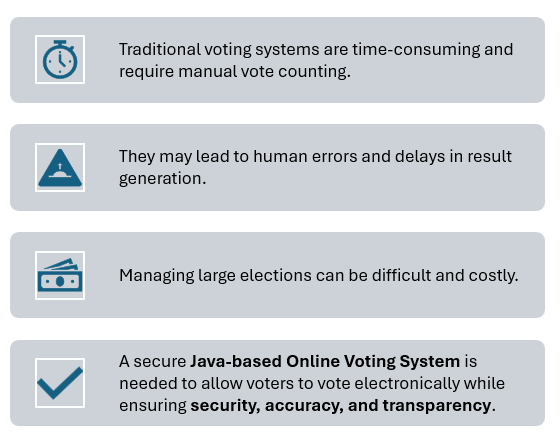 Traditional voting systems are time-consuming and
require manual vote counting.
They may lead to human errors and delays in result
generation.
Managing large elections can be difficult and costly.
A secure Java-based Online Voting System is
needed to allow voters to vote electronically while
ensuring security, accuracy, and transparency.